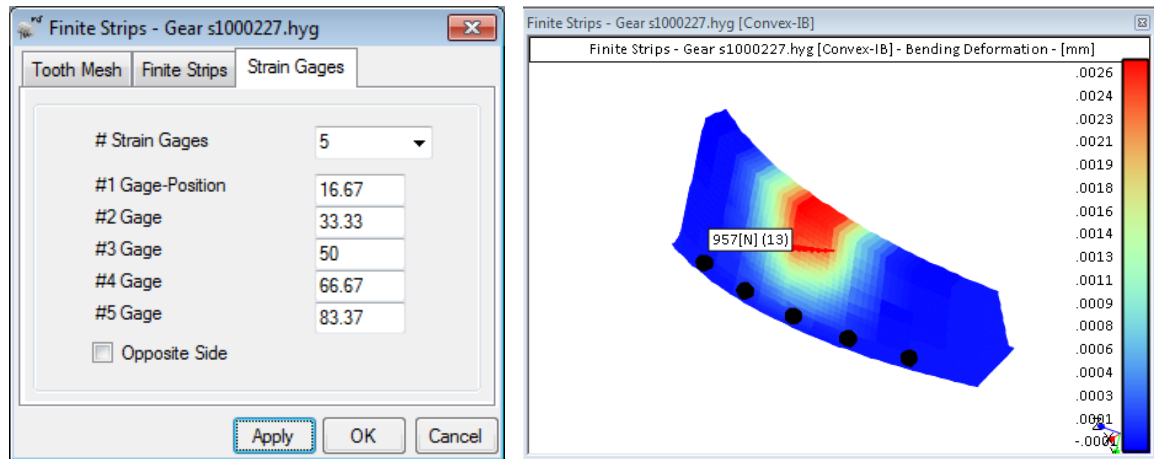 Finite Strips - Gear s1000227.hyg
Tooth Mesh Finite Strips Strain Gages
# Strain Gages 5
#1 Gage-Position 16.67
#2 Gage 33.33
#3 Gage 50
#4 Gage 66.67
#5 Gage 83.37
Opposite Side
Apply OK Cancel
Finite Strips - Gear s1000227.hyg [Convex-IB]
Finite Strips - Gear s1000227.hyg [Convex-IB] - Bending Deformation - [mm]
.0026
.0024
.0023
.0021
.0019
.0018
.0016
.0014
.0013
.0011
.0009
.0008
.0006
.0004
.0003
.0001
-.0001
957[N] (13)